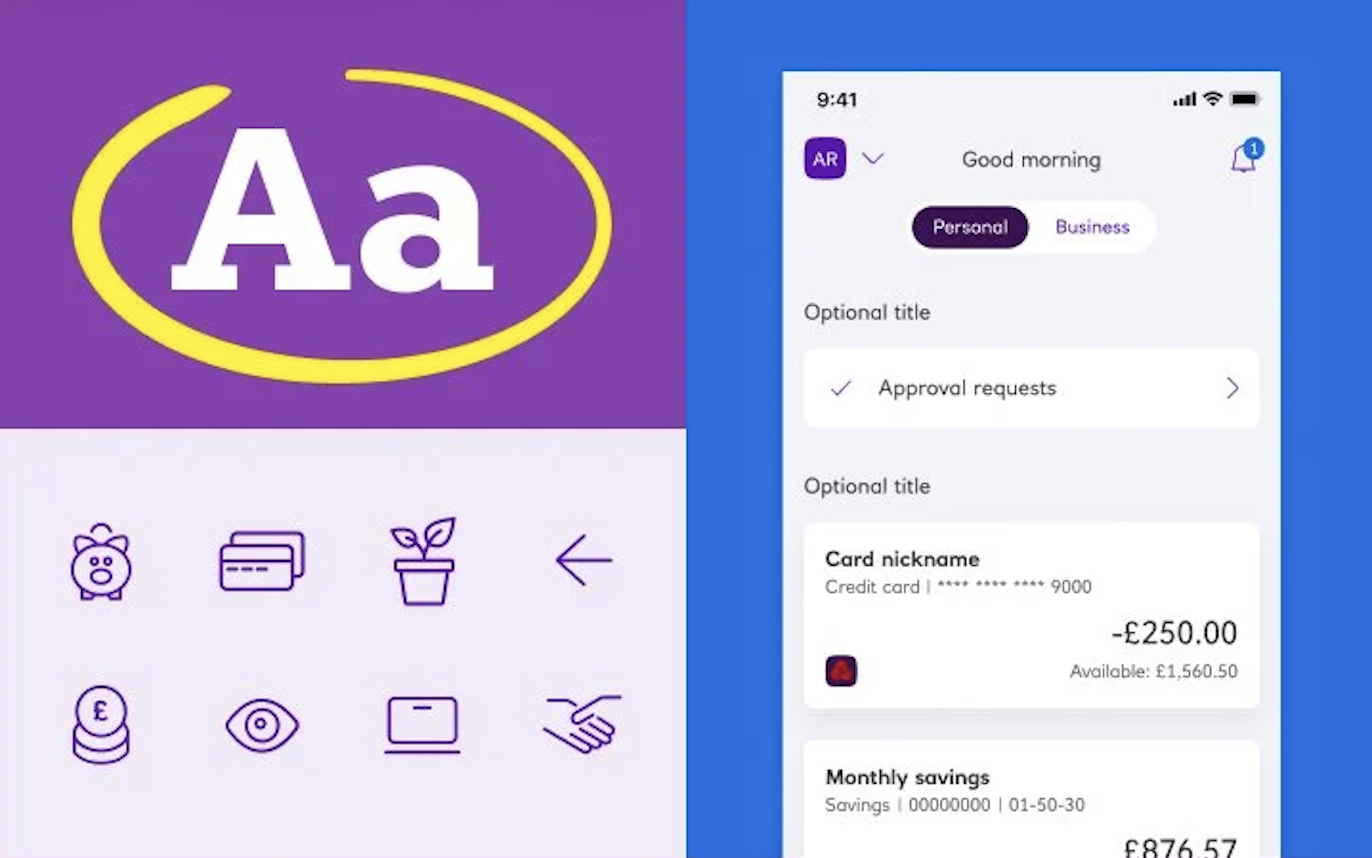 Aa
£
9:41
AR
Good morning
1
Personal
Business
Optional title
Approval requests
Optional title
Card nickname
Credit card | **** **** **** 9000
-£250.00
Available: £1,560.50
Monthly savings
Savings | 00000000 | 01-50-30
£876.57